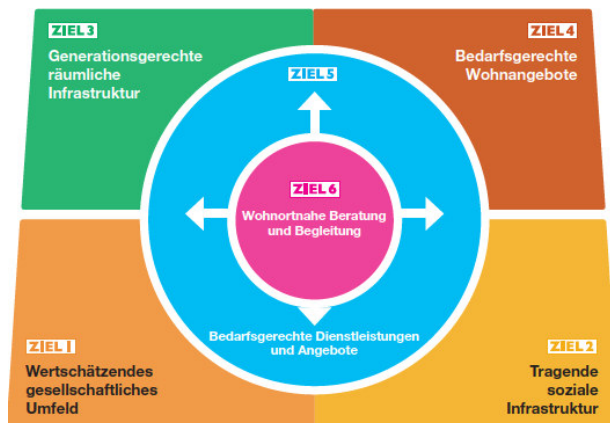 ZIEL 3
Generationsgerechte
räumliche
Infrastruktur
ZIEL 4
Bedarfsgerechte
Wohnangebote
ZIEL 5
ZIEL 6
Wohnortnahe Beratung
und Begleitung
Bedarfsgerechte Dienstleistungen
und Angebote
ZIEL 1
Wertschätzendes
gesellschaftliches
Umfeld
ZIEL 2
Tragende
soziale
Infrastruktur